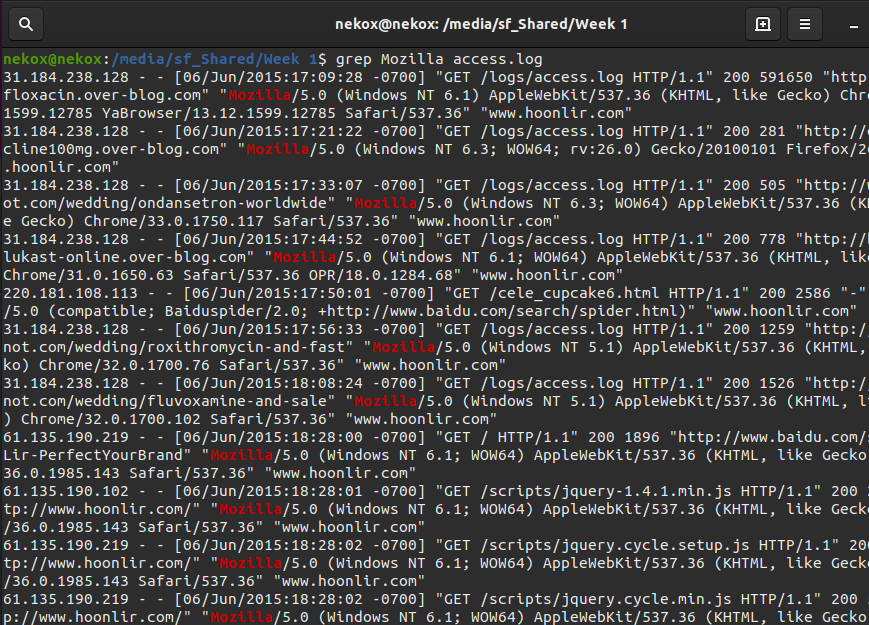 nekox@nekox: /media/sf_Shared/Week 1
nekox@nekox:/media/sf_Shared/Week 1$ grep Mozilla access.log
31.184.238.128 - - [06/Jun/2015:17:09:28 -0700] "GET /logs/access.log HTTP/1.1" 200 591650 "http
floxacin.over-blog.com" "Mozilla/5.0 (Windows NT 6.1) AppleWebKit/537.36 (KHTML, like Gecko) Chr
1599.12785 YaBrowser/13.12.1599.12785 Safari/537.36" "www.hoonlir.com"
31.184.238.128 - - [06/Jun/2015:17:21:22 -0700] "GET /logs/access.log HTTP/1.1" 200 281 "http://
cline100mg.over-blog.com" "Mozilla/5.0 (Windows NT 6.3; WOW64; rv:26.0) Gecko/20100101 Firefox/2
.hoonlir.com"
31.184.238.128 - - [06/Jun/2015:17:33:07 -0700] "GET /logs/access.log HTTP/1.1" 200 505 "http://
ot.com/wedding/ondansetron-worldwide" "Mozilla/5.0 (Windows NT 6.3; WOW64) AppleWebKit/537.36 (K
e Gecko) Chrome/33.0.1750.117 Safari/537.36" "www.hoonlir.com"
31.184.238.128 - - [06/Jun/2015:17:44:52 -0700] "GET /logs/access.log HTTP/1.1" 200 778 "http://
lukast-online.over-blog.com" "Mozilla/5.0 (Windows NT 6.1; WOW64) AppleWebKit/537.36 (KHTML, lik
Chrome/31.0.1650.63 Safari/537.36 OPR/18.0.1284.68" "www.hoonlir.com"
220.181.108.113 - - [06/Jun/2015:17:50:01 -0700] "GET /cele_cupcake6.html HTTP/1.1" 200 2586 "-"
/5.0 (compatible; Baiduspider/2.0; +http://www.baidu.com/search/spider.html)" "www.hoonlir.com"
31.184.238.128 - - [06/Jun/2015:17:56:33 -0700] "GET /logs/access.log HTTP/1.1" 200 1259 "http:/
not.com/wedding/roxithromycin-and-fast" "Mozilla/5.0 (Windows NT 5.1) AppleWebKit/537.36 (KHTML,
ko) Chrome/32.0.1700.76 Safari/537.36" "www.hoonlir.com"
31.184.238.128 - - [06/Jun/2015:18:08:24 -0700] "GET /logs/access.log HTTP/1.1" 200 1526 "http:/
not.com/wedding/fluvoxamine-and-sale" "Mozilla/5.0 (Windows NT 5.1) AppleWebKit/537.36 (KHTML, l
) Chrome/32.0.1700.102 Safari/537.36" "www.hoonlir.com"
61.135.190.219 - - [06/Jun/2015:18:28:00 -0700] "GET / HTTP/1.1" 200 1896 "http://www.baidu.com/
Lir-PerfectYourBrand" "Mozilla/5.0 (Windows NT 6.1; WOW64) AppleWebKit/537.36 (KHTML, like Gecko
36.0.1985.143 Safari/537.36" "www.hoonlir.com"
61.135.190.102 - - [06/Jun/2015:18:28:01 -0700] "GET /scripts/jquery-1.4.1.min.js HTTP/1.1" 200
tp://www.hoonlir.com/" "Mozilla/5.0 (Windows NT 6.1; WOW64) AppleWebKit/537.36 (KHTML, like Geck
/36.0.1985.143 Safari/537.36" "www.hoonlir.com"
61.135.190.219 - - [06/Jun/2015:18:28:02 -0700] "GET /scripts/jquery.cycle.setup.js HTTP/1.1" 20
tp://www.hoonlir.com/" "Mozilla/5.0 (Windows NT 6.1; WOW64) AppleWebKit/537.36 (KHTML, like Geck
/36.0.1985.143 Safari/537.36" "www.hoonlir.com"
61.135.190.219 - - [06/Jun/2015:18:28:02 -0700] "GET /scripts/jquery.cycle.min.js HTTP/1.1" 200
p://www.hoonlir.com/" "Mozilla/5.0 (Windows NT 6.1; WOW64) AppleWebKit/537.36 (KHTML, like Gecko